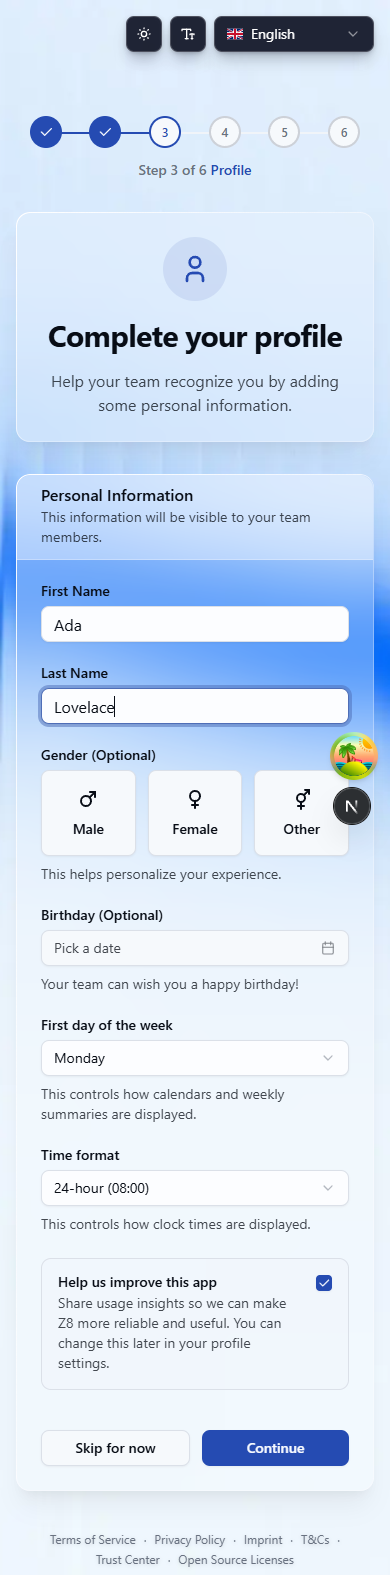 English
3
4
5
6
Step 3 of 6 Profile
Complete your profile
Help your team recognize you by adding
some personal information.
Personal Information
This information will be visible to your team
members.
First Name
Ada
Last Name
Lovelace
Gender (Optional)
Male
Female
Other
This helps personalize your experience.
Birthday (Optional)
Pick a date
Your team can wish you a happy birthday!
First day of the week
Monday
This controls how calendars and weekly
summaries are displayed.
Time format
24-hour (08:00)
This controls how clock times are displayed.
Help us improve this app
Share usage insights so we can make
Z8 more reliable and useful. You can
change this later in your profile
settings.
Skip for now
Continue
Terms of Service · Privacy Policy · Imprint · T&Cs ·
Trust Center · Open Source Licenses